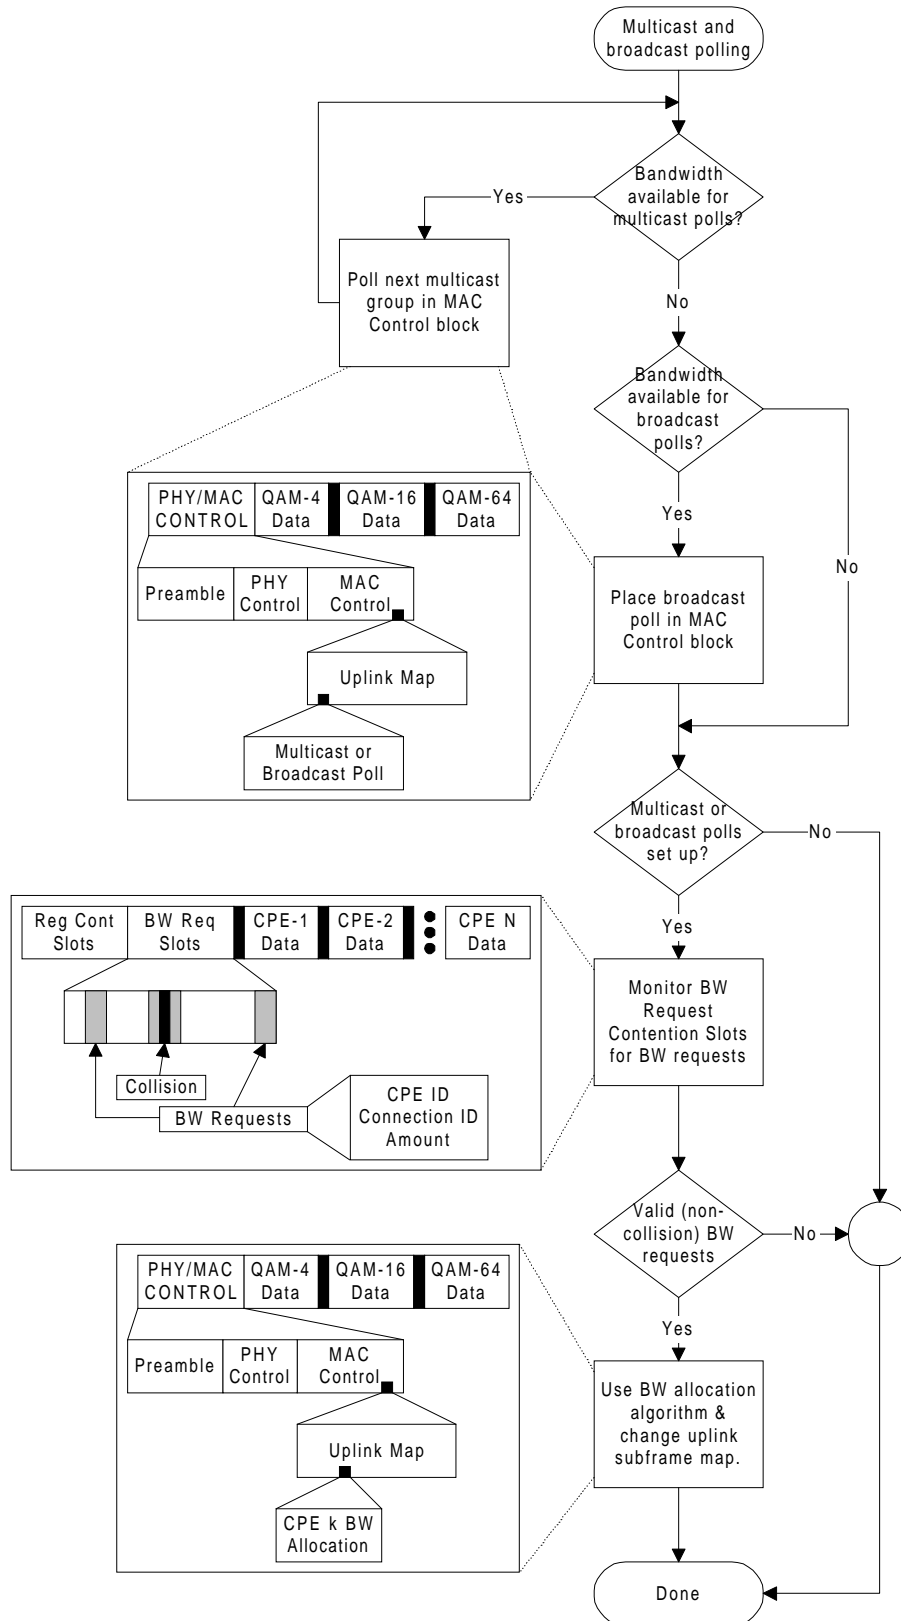 Multicast and
broadcast polling
Bandwidth
available for
multicast polls?
Yes
Poll next multicast
group in MAC
Control block
No
Bandwidth
available for
broadcast
polls?
Yes
No
PHY/MAC
CONTROL
QAM-4
Data
QAM-16
Data
QAM-64
Data
Preamble
PHY
Control
MAC
Control
Uplink Map
Multicast or
Broadcast Poll
Place broadcast
poll in MAC
Control block
Multicast or
broadcast polls
set up?
No
Yes
Reg Cont
Slots
BW Req
Slots
CPE-1
Data
CPE-2
Data
CPE N
Data
Collision
BW Requests
CPE ID
Connection ID
Amount
Monitor BW
Request
Contention Slots
for BW requests
Valid (non-
collision) BW
requests
No
Yes
PHY/MAC
CONTROL
QAM-4
Data
QAM-16
Data
QAM-64
Data
Preamble
PHY
Control
MAC
Control
Uplink Map
CPE k BW
Allocation
Use BW allocation
algorithm &
change uplink
subframe map.
Done